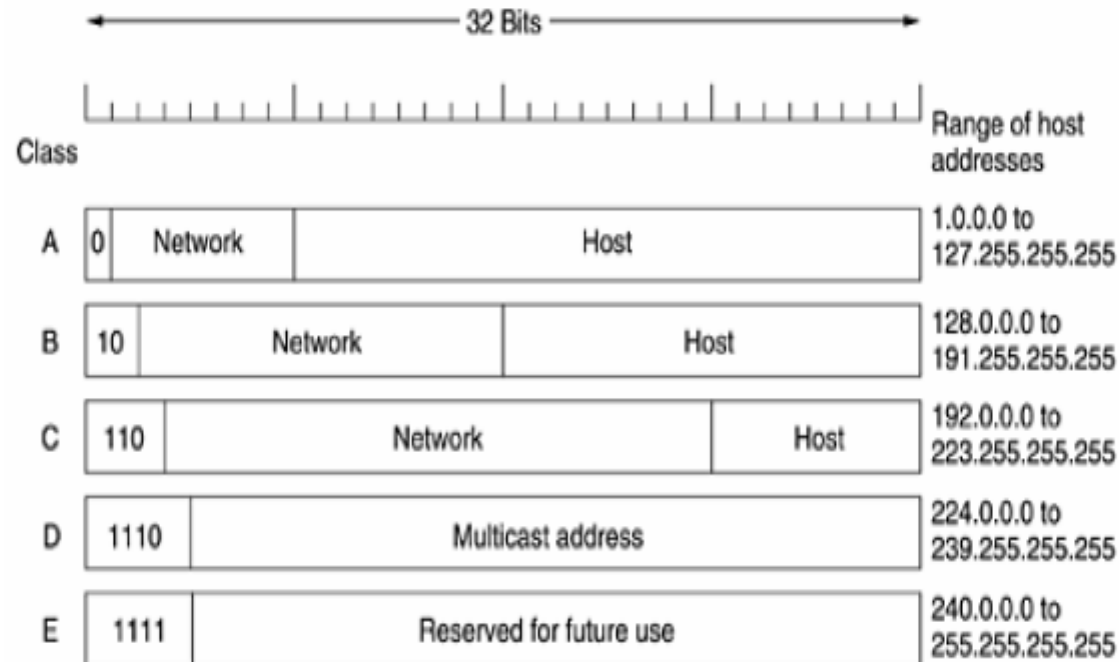 32 Bits
Class
Range of host
addresses
A
0
Network
Host
1.0.0.0 to
127.255.255.255
B
10
Network
Host
128.0.0.0 to
191.255.255.255
C
110
Network
Host
192.0.0.0 to
223.255.255.255
D
1110
Multicast address
224.0.0.0 to
239.255.255.255
E
1111
Reserved for future use
240.0.0.0 to
255.255.255.255